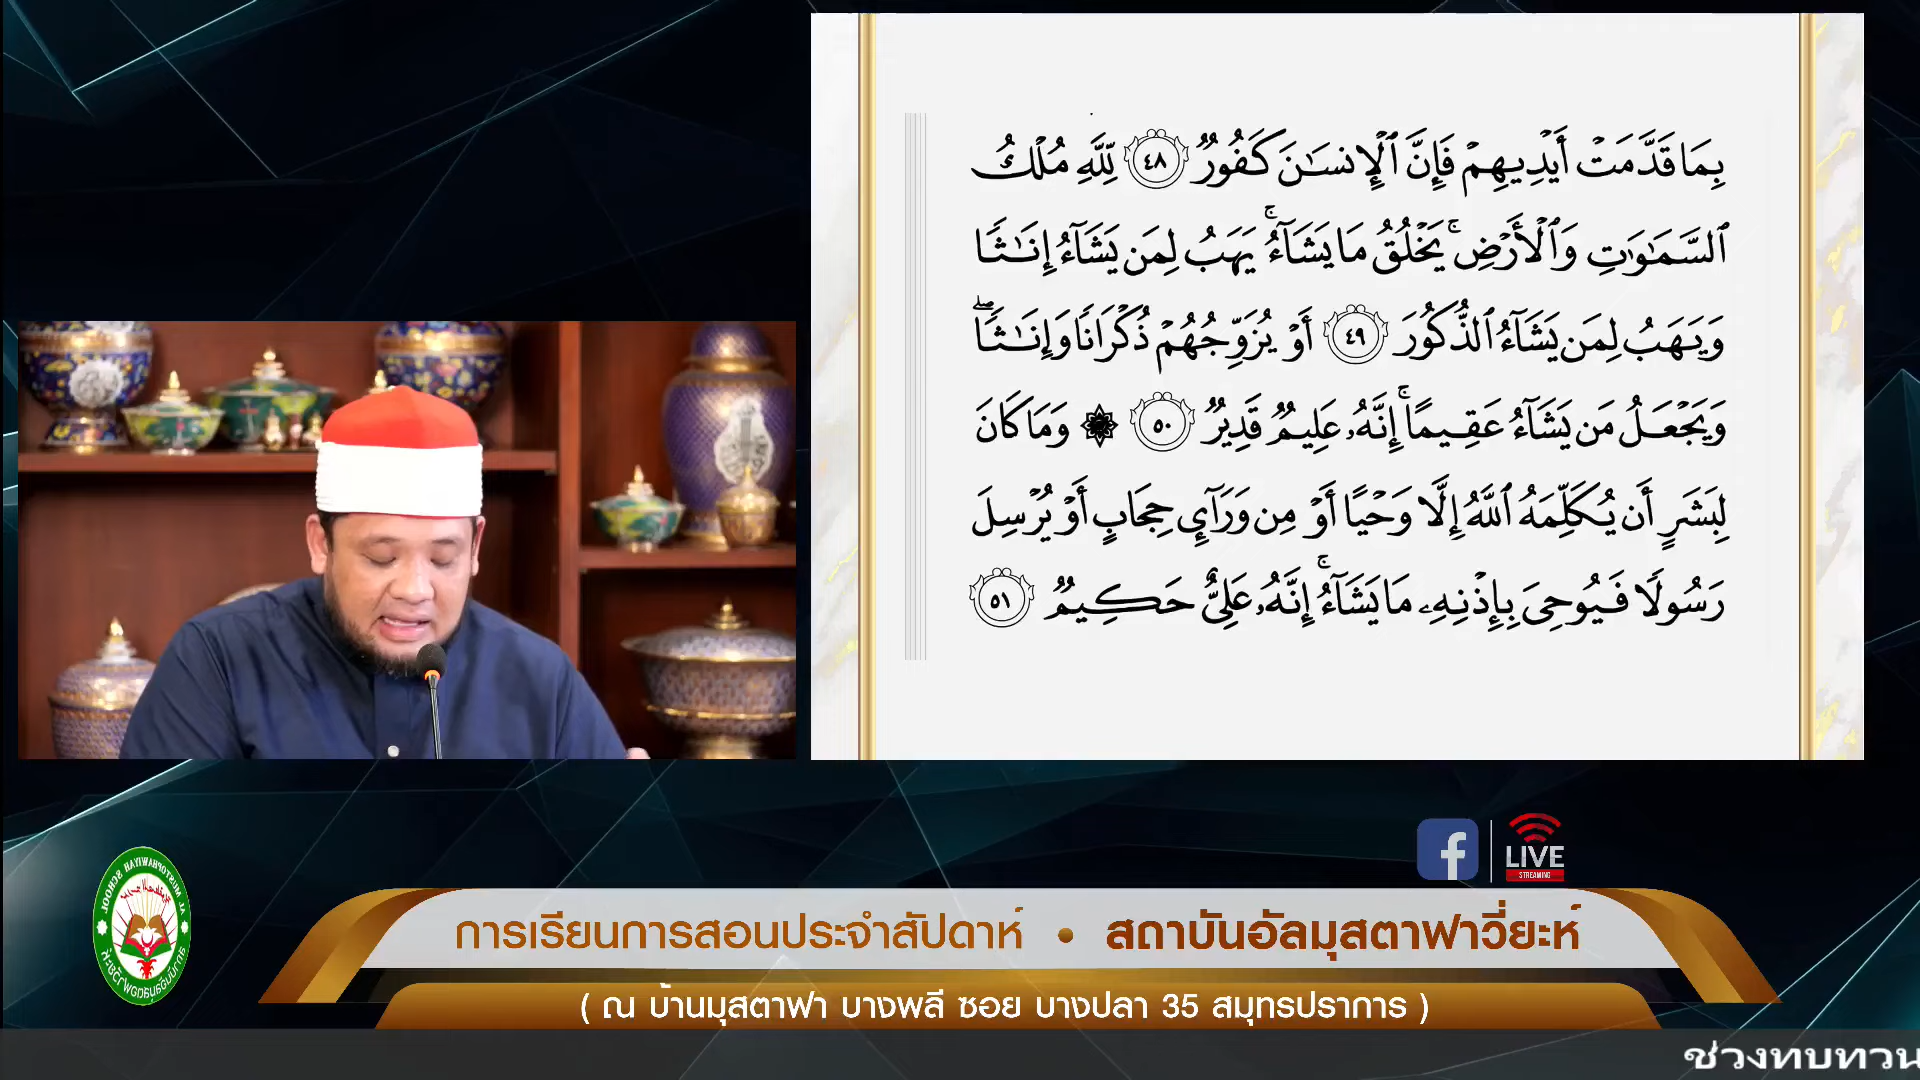 بِمَا قَدَّمَتْ أَيْدِيهِمْ فَإِنَّ ٱلْإِنسَٰنَ كَفُورٌ ٤٨ لِّلَّهِ مُلْكُ
ٱلسَّمَٰوَٰتِ وَٱلْأَرْضِ ۚ يَخْلُقُ مَا يَشَآءُ ۚ يَهَبُ لِمَن يَشَآءُ إِنَٰثًا
وَيَهَبُ لِمَن يَشَآءُ ٱلذُّكُورَ ٤٩ أَوْ يُزَوِّجُهُمْ ذُكْرَانًا وَإِنَٰثًا ۖ
وَيَجْعَلُ مَن يَشَآءُ عَقِيمًا ۚ إِنَّهُۥ عَلِيمٌ قَدِيرٌ ٥٠ ۞ وَمَا كَانَ
لِبَشَرٍ أَن يُكَلِّمَهُ ٱللَّهُ إِلَّا وَحْيًا أَوْ مِن وَرَآئِ حِجَابٍ أَوْ يُرْسِلَ
رَسُولًا فَيُوحِىَ بِإِذْنِهِۦ مَا يَشَآءُ ۚ إِنَّهُۥ عَلِىٌّ حَكِيمٌ ٥١
LIVE
STREAMING
การเรียนการสอนประจำสัปดาห์ • สถาบันอัลมุสตาฟาวี่ยะห์
( ณ บ้านมุสตาฟา บางพลี ซอย บางปลา 35 สมุทรปราการ )
ช่วงทบทวน